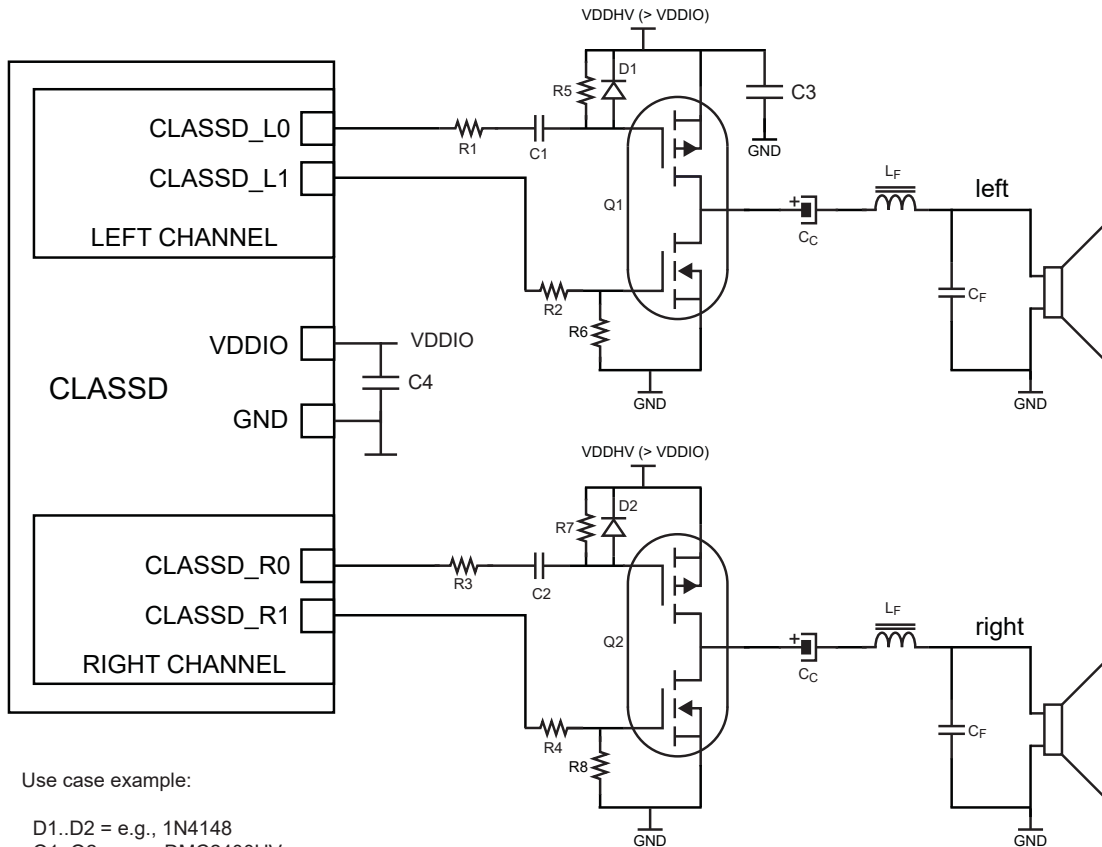 VDDHV (> VDDIO)
D1
R5
C3
CLASSD_L0
R1
C1
GND
CLASSD_L1
LF
left
Q1
+
LEFT CHANNEL
CC
R2
CF
R6
VDDIO
VDDIO
C4
CLASSD
GND
GND
GND
VDDHV (> VDDIO)
D2
R7
CLASSD_R0
R3
C2
CLASSD_R1
LF
right
Q2
+
RIGHT CHANNEL
CC
R4
CF
R8
Use case example:
GND
GND
D1..D2 = e.g., 1N4148